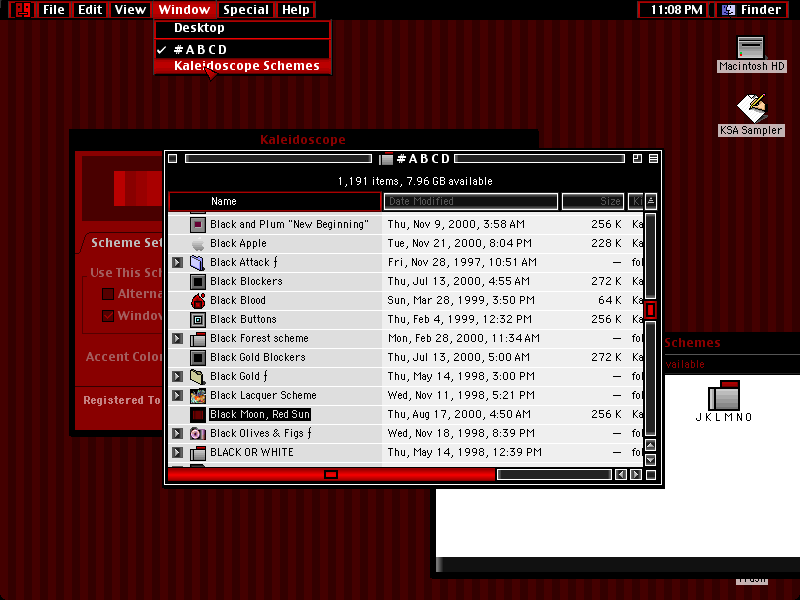 File Edit View Window Special Help 11:08 PM Finder
Desktop
✓ #ABCD
Kaleidoscope Schemes
Macintosh HD
KSA Sampler
Kaleidoscope
Scheme Set
Use This Sch
Alterna
Window
Accent Color
Registered To
#ABCD
1,191 items, 7.96 GB available
Name Date Modified Size Ki
Black and Plum "New Beginning" Thu, Nov 9, 2000, 3:58 AM 256 K Ka
Black Apple Tue, Nov 21, 2000, 8:04 PM 228 K Ka
Black Attack ƒ Fri, Nov 28, 1997, 10:51 AM — fol
Black Blockers Thu, Jul 13, 2000, 4:55 AM 272 K Ka
Black Blood Sun, Mar 28, 1999, 3:50 PM 64 K Ka
Black Buttons Thu, Feb 4, 1999, 12:32 PM 256 K Ka
Black Forest scheme Mon, Feb 28, 2000, 11:34 AM — fol
Black Gold Blockers Thu, Jul 13, 2000, 5:00 AM 272 K Ka
Black Gold ƒ Thu, May 14, 1998, 3:00 PM — fol
Black Lacquer Scheme Wed, Nov 11, 1998, 5:21 PM — fol
Black Moon, Red Sun Thu, Aug 17, 2000, 4:50 AM 256 K Ka
Black Olives & Figs ƒ Wed, Nov 18, 1998, 8:39 PM — fol
BLACK OR WHITE Thu, May 14, 1998, 12:39 PM — fol
Schemes
vailable
JKLMNO
Trash